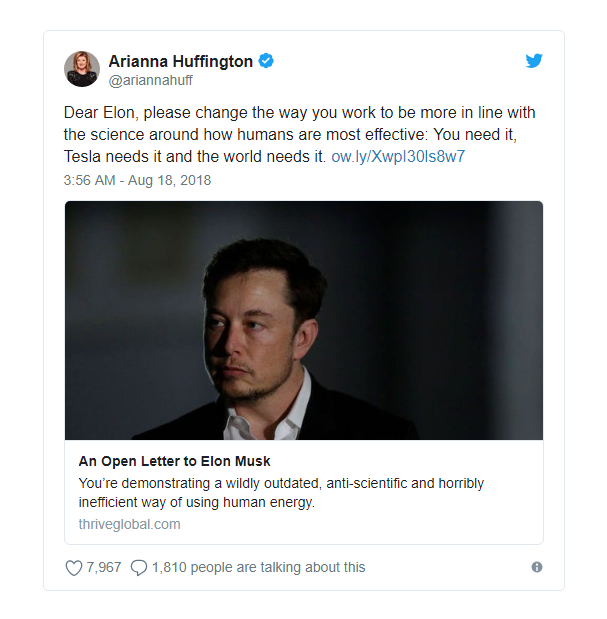 Arianna Huffington
@ariannahuff
Dear Elon, please change the way you work to be more in line with
the science around how humans are most effective: You need it,
Tesla needs it and the world needs it. ow.ly/XwpI30ls8w7
3:56 AM - Aug 18, 2018
An Open Letter to Elon Musk
You’re demonstrating a wildly outdated, anti-scientific and horribly
inefficient way of using human energy.
thriveglobal.com
7,967 1,810 people are talking about this